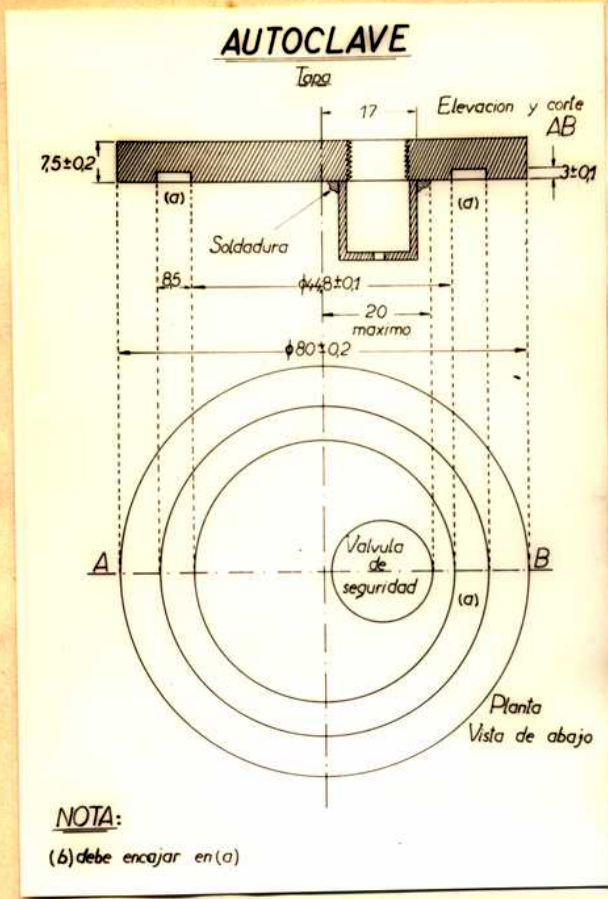 AUTOCLAVE
Tapa
17
Elevacion y corte
AB
7,5±0,2
3±0,1
(a)
(a)
Soldadura
8,5
ϕ44,8±0,1
20
maximo
ϕ80±0,2
A
Valvula
de
seguridad
(a)
B
Planta
Vista de abajo
NOTA:
(b) debe encajar en (a)